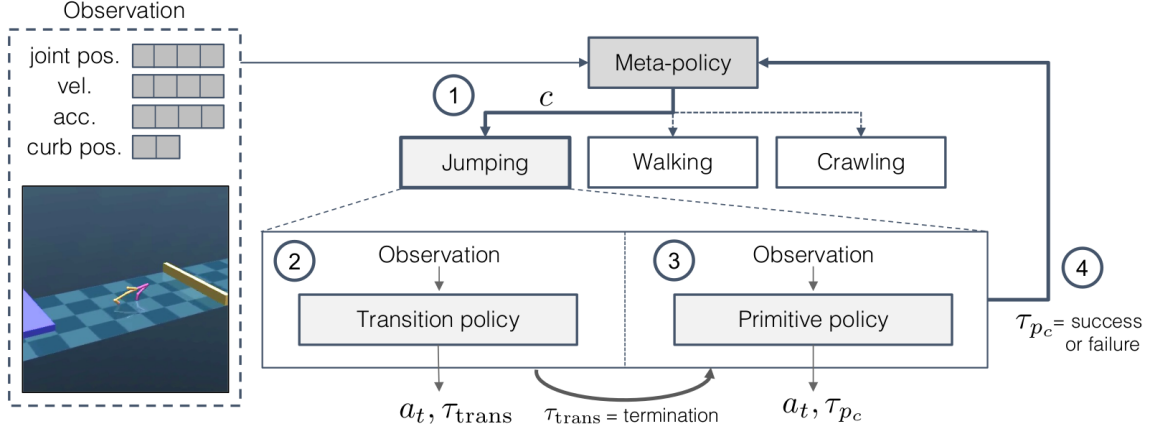 Observation
joint pos.
vel.
acc.
curb pos.
Meta-policy
1
c
Jumping
Walking
Crawling
2
Observation
Transition policy
a_t, τ_trans
τ_trans = termination
3
Observation
Primitive policy
a_t, τ_{p_c}
4
τ_{p_c} = success
or failure